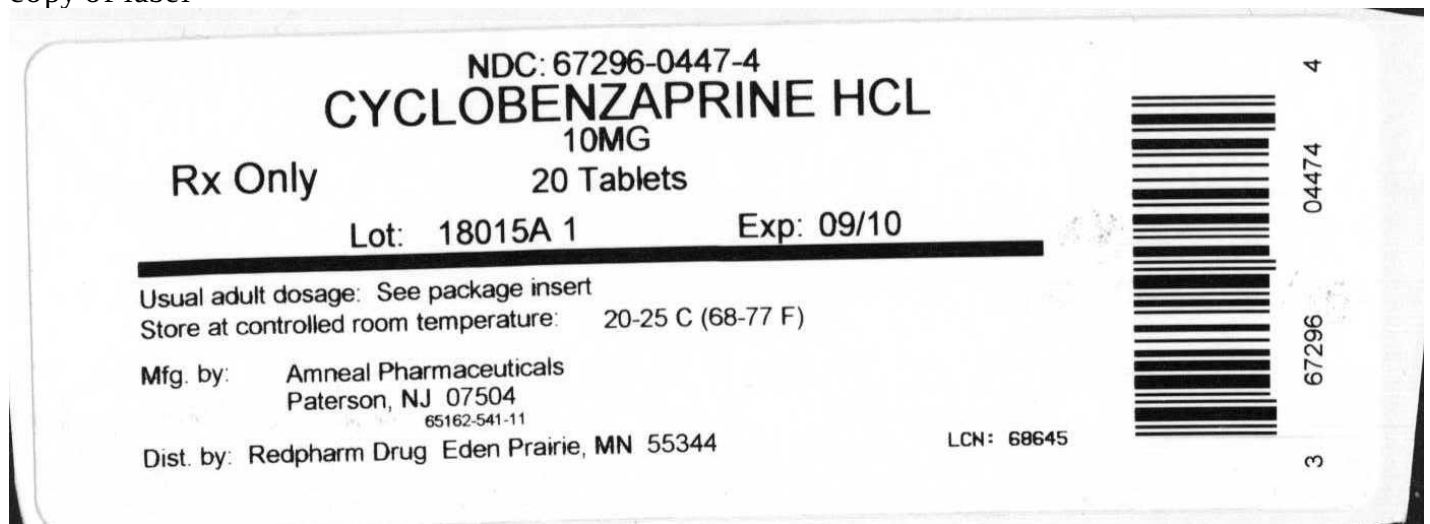 copy of label
NDC: 67296-0447-4
CYCLOBENZAPRINE HCL
10MG
Rx Only 20 Tablets
Lot: 18015A 1 Exp: 09/10
Usual adult dosage: See package insert
Store at controlled room temperature: 20-25 C (68-77 F)
Mfg. by: Amneal Pharmaceuticals
Paterson, NJ 07504
65162-541-11
Dist. by: Redpharm Drug Eden Prairie, MN 55344
LCN: 68645
3 67296 04474 4